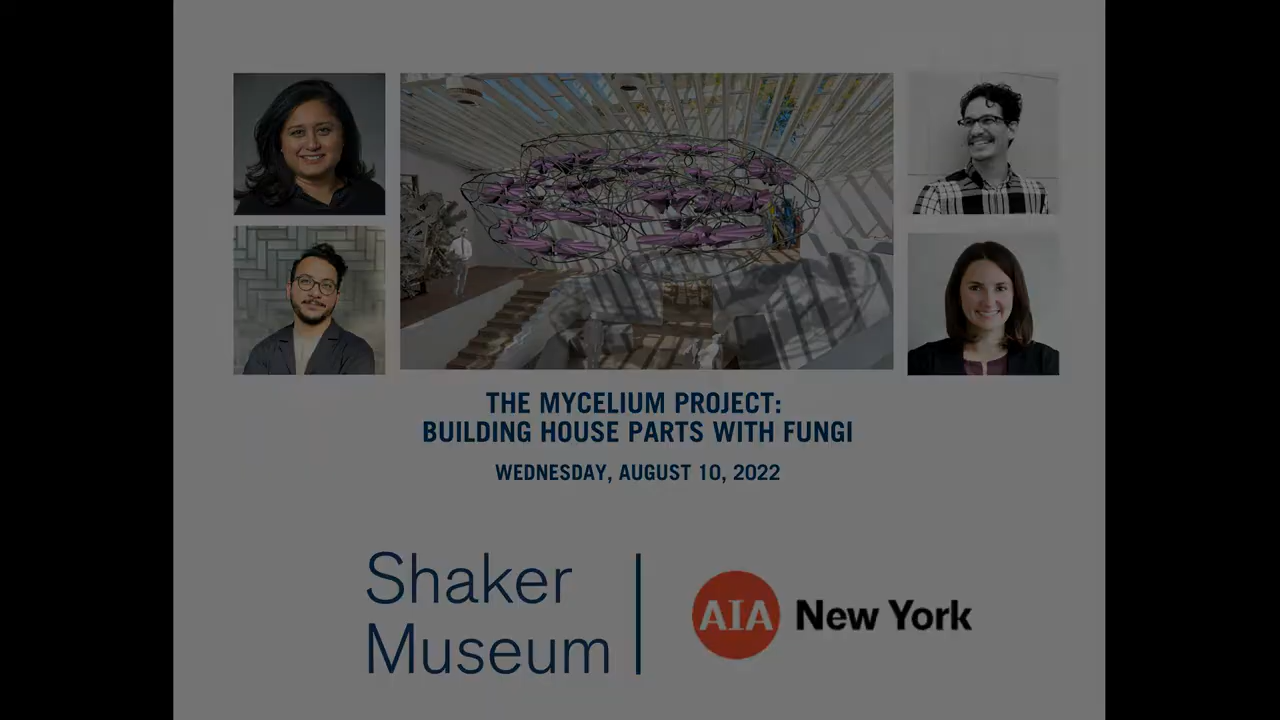 THE MYCELIUM PROJECT:
BUILDING HOUSE PARTS WITH FUNGI
WEDNESDAY, AUGUST 10, 2022
Shaker
Museum
AIA New York